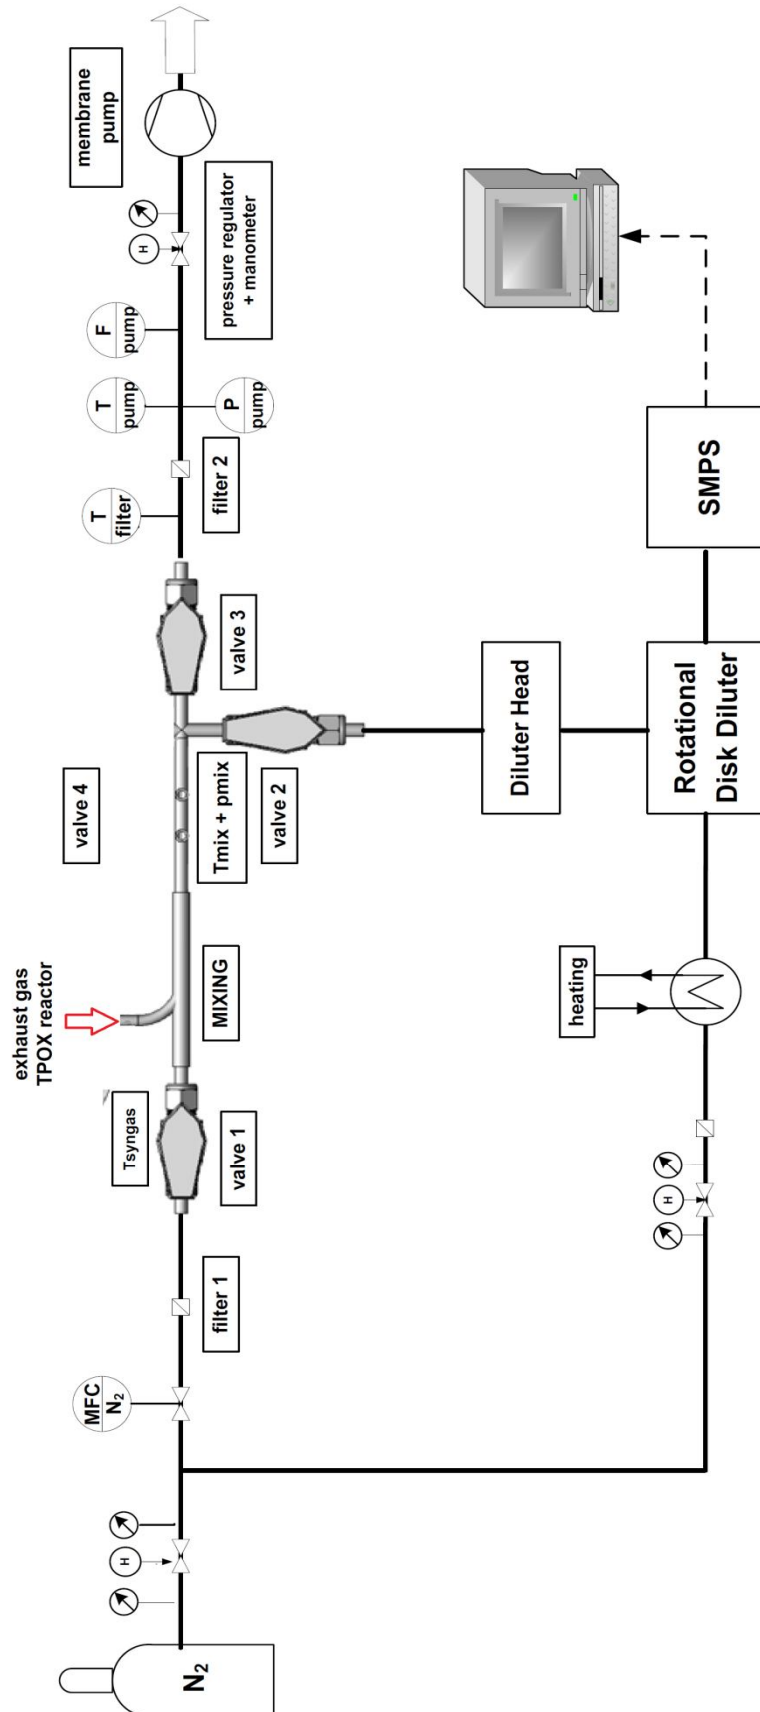 exhaust gas
TPOX reactor
valve 4
membrane
pump
N₂
H
MFC
N₂
filter 1
Tsyngas
valve 1
MIXING
Tmix + pmix
valve 2
valve 3
T
filter
filter 2
T
pump
P
pump
F
pump
H
pressure regulator
+ manometer
H
heating
Diluter Head
Rotational
Disk Diluter
SMPS